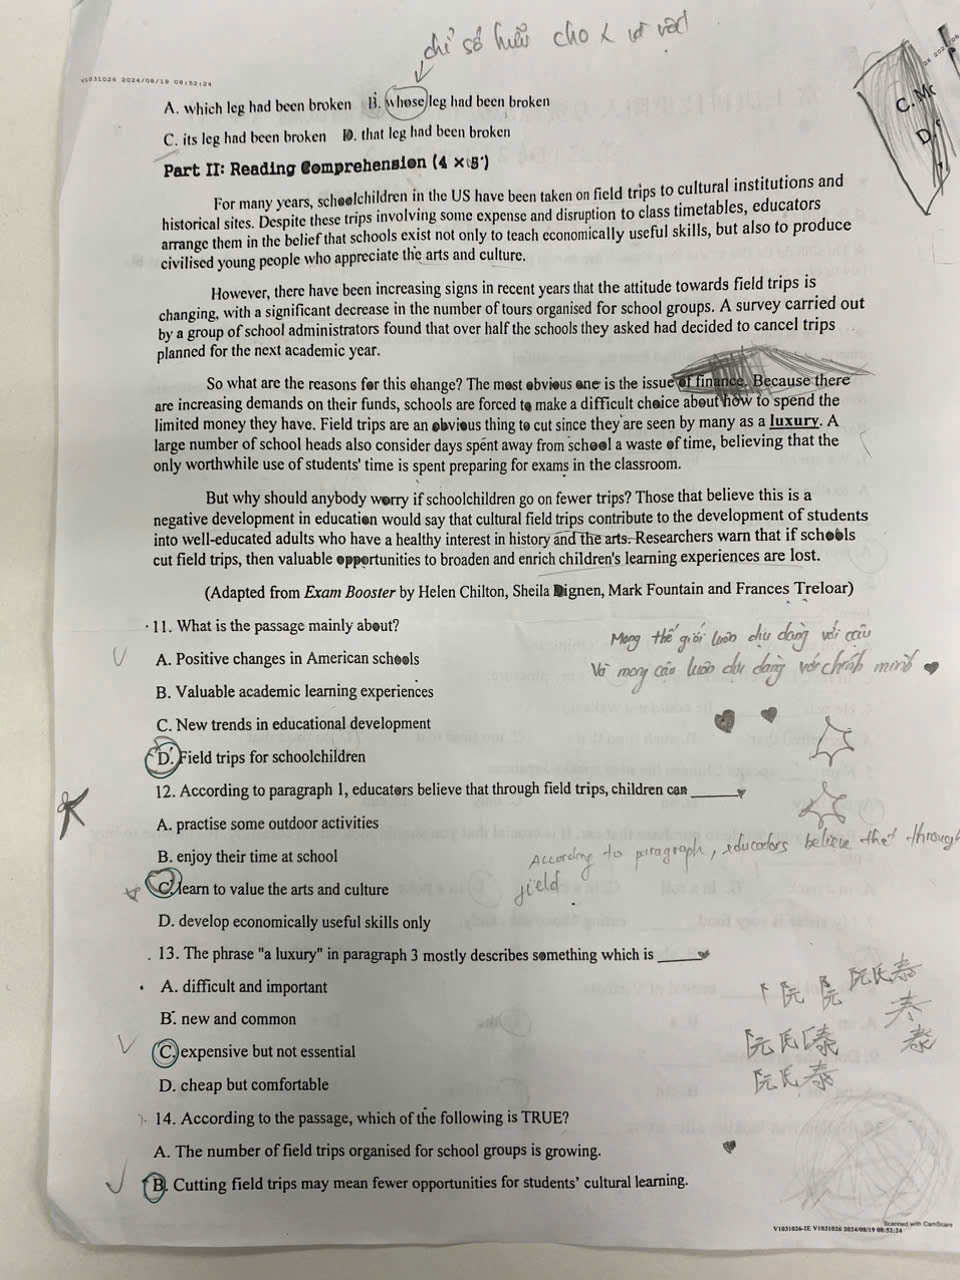 chỉ sở hữu cho
V1031026 2024/08/19 08:52:24
A. which leg had been broken B. whose leg had been broken
C. its leg had been broken D. that leg had been broken
C.
D.
Part II: Reading Comprehension (4 × 5')
For many years, schoolchildren in the US have been taken on field trips to cultural institutions and
historical sites. Despite these trips involving some expense and disruption to class timetables, educators
arrange them in the belief that schools exist not only to teach economically useful skills, but also to produce
civilised young people who appreciate the arts and culture.
However, there have been increasing signs in recent years that the attitude towards field trips is
changing, with a significant decrease in the number of tours organised for school groups. A survey carried out
by a group of school administrators found that over half the schools they asked had decided to cancel trips
planned for the next academic year.
So what are the reasons for this change? The most obvious one is the issue of finance. Because there
are increasing demands on their funds, schools are forced to make a difficult choice about how to spend the
limited money they have. Field trips are an obvious thing to cut since they are seen by many as a luxury. A
large number of school heads also consider days spent away from school a waste of time, believing that the
only worthwhile use of students' time is spent preparing for exams in the classroom.
But why should anybody worry if schoolchildren go on fewer trips? Those that believe this is a
negative development in education would say that cultural field trips contribute to the development of students
into well-educated adults who have a healthy interest in history and the arts. Researchers warn that if schools
cut field trips, then valuable opportunities to broaden and enrich children's learning experiences are lost.
(Adapted from Exam Booster by Helen Chilton, Sheila Dignen, Mark Fountain and Frances Treloar)
11. What is the passage mainly about?
Mong thế giới luôn dịu dàng với cậu
A. Positive changes in American schools
Và mong cậu luôn dịu dàng với chính mình
B. Valuable academic learning experiences
C. New trends in educational development
D. Field trips for schoolchildren
12. According to paragraph 1, educators believe that through field trips, children can ______
A. practise some outdoor activities
According to paragraph, educators believe that through
B. enjoy their time at school
field
C. learn to value the arts and culture
D. develop economically useful skills only
13. The phrase "a luxury" in paragraph 3 mostly describes something which is ______
A. difficult and important
阮 阮 阮氏泰
B. new and common
泰
阮氏泰 泰
C. expensive but not essential
阮氏泰
D. cheap but comfortable
14. According to the passage, which of the following is TRUE?
A. The number of field trips organised for school groups is growing.
B. Cutting field trips may mean fewer opportunities for students' cultural learning.
Scanned with CamScanner
V1031026-IE V1031026 2024/08/19 08:52:24